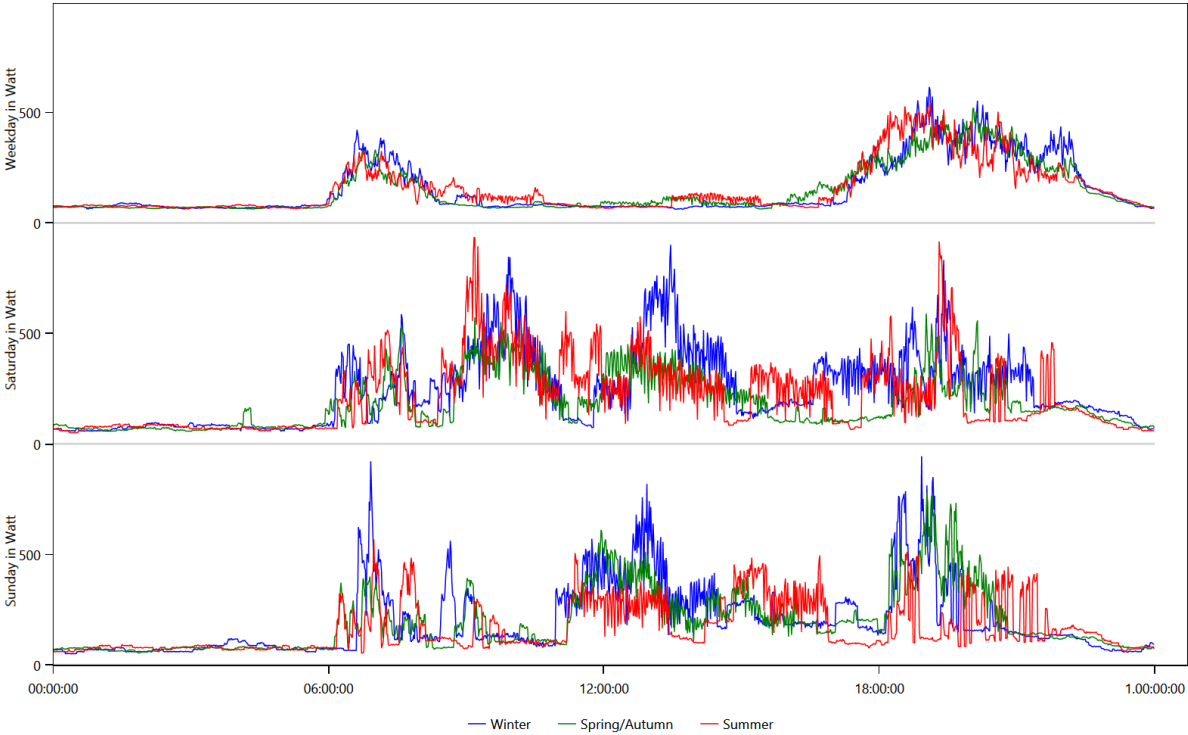 Weekday in Watt
500
0
Saturday in Watt
500
0
Sunday in Watt
500
0
00:00:00 06:00:00 12:00:00 18:00:00 1.00:00:00
Winter Spring/Autumn Summer